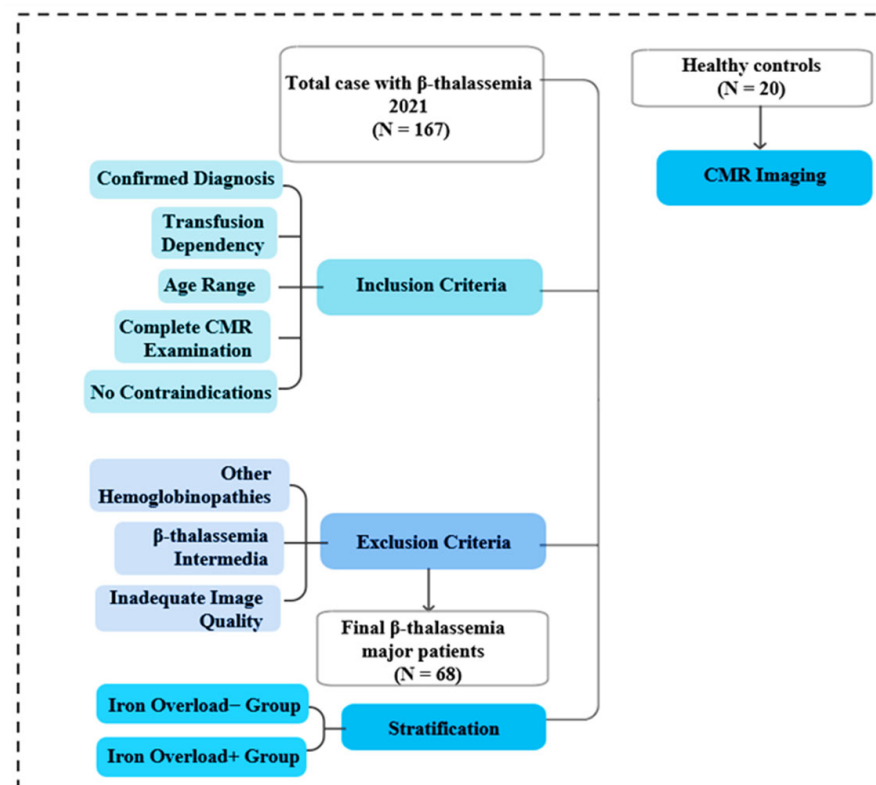 Total case with β-thalassemia
2021
(N = 167)
Healthy controls
(N = 20)
CMR Imaging
Confirmed Diagnosis
Transfusion
Dependency
Age Range
Complete CMR
Examination
No Contraindications
Inclusion Criteria
Other
Hemoglobinopathies
β-thalassemia
Intermedia
Inadequate Image
Quality
Exclusion Criteria
Final β-thalassemia
major patients
(N = 68)
Iron Overload− Group
Iron Overload+ Group
Stratification